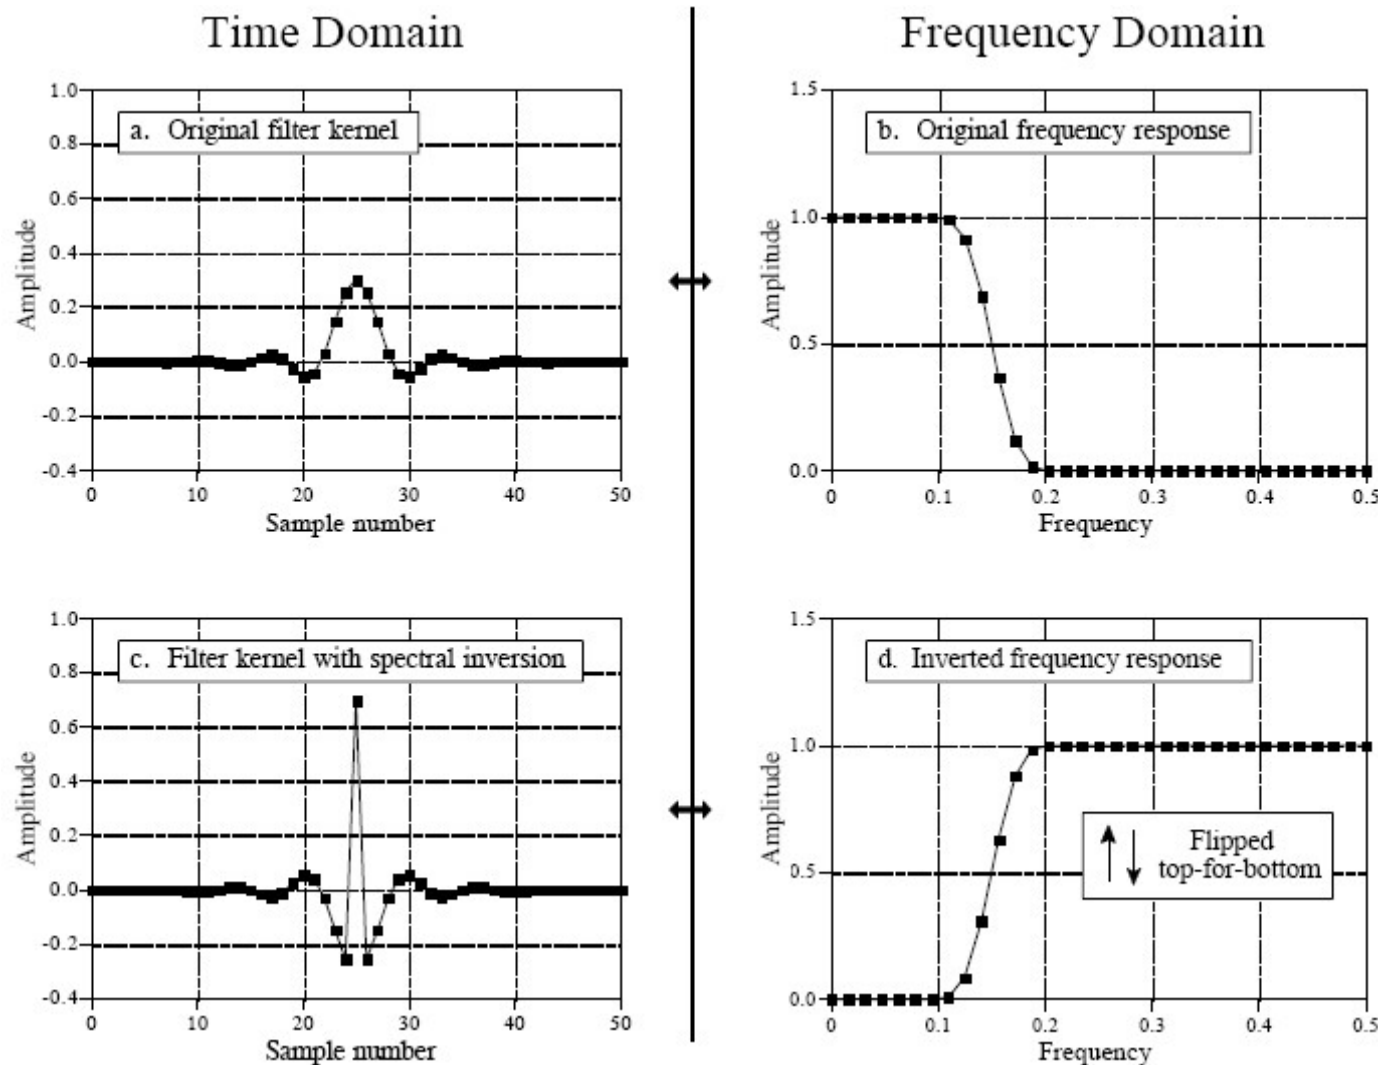 Time Domain
Frequency Domain
1.0
0.8
0.6
0.4
0.2
0.0
-0.2
-0.4
Amplitude
a. Original filter kernel
0 10 20 30 40 50
Sample number
1.5
1.0
0.5
0.0
Amplitude
b. Original frequency response
0 0.1 0.2 0.3 0.4 0.5
Frequency
1.0
0.8
0.6
0.4
0.2
0.0
-0.2
-0.4
Amplitude
c. Filter kernel with spectral inversion
0 10 20 30 40 50
Sample number
1.5
1.0
0.5
0.0
Amplitude
d. Inverted frequency response
Flipped
top-for-bottom
0 0.1 0.2 0.3 0.4 0.5
Frequency